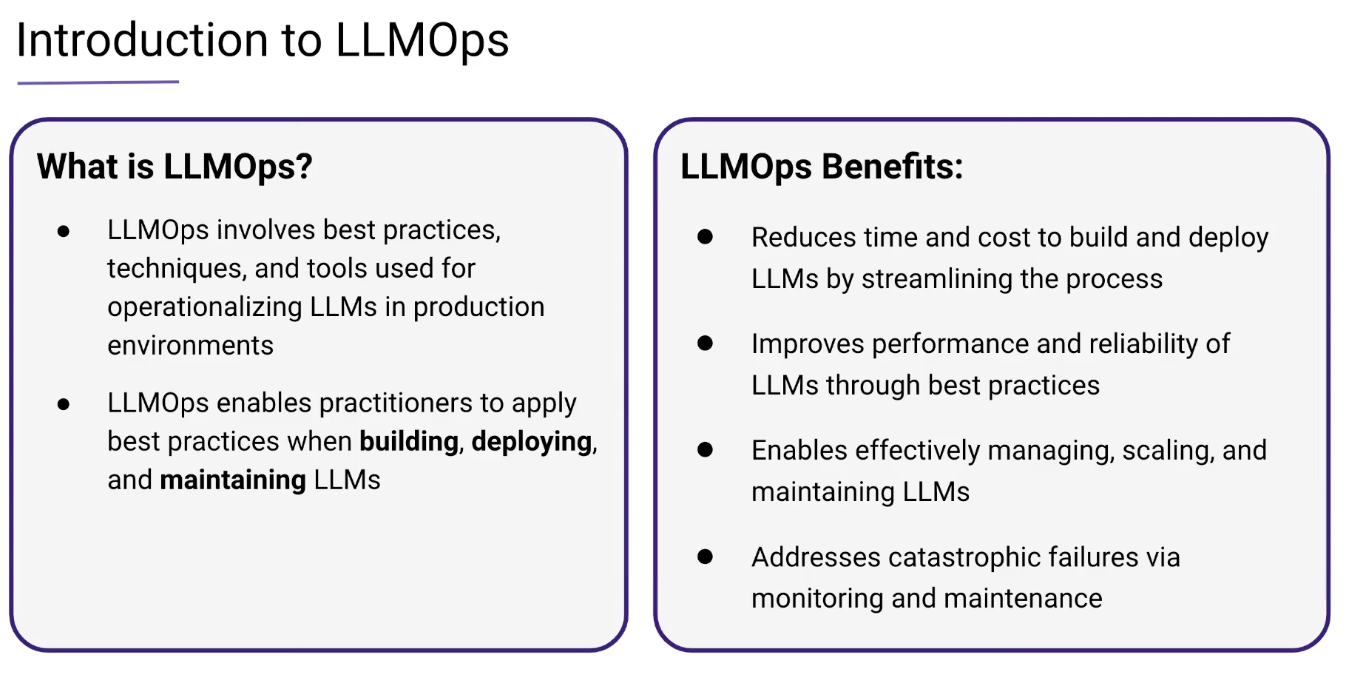 Introduction to LLMOps
What is LLMOps?
● LLMOps involves best practices,
techniques, and tools used for
operationalizing LLMs in production
environments
● LLMOps enables practitioners to apply
best practices when building, deploying,
and maintaining LLMs
LLMOps Benefits:
● Reduces time and cost to build and deploy
LLMs by streamlining the process
● Improves performance and reliability of
LLMs through best practices
● Enables effectively managing, scaling, and
maintaining LLMs
● Addresses catastrophic failures via
monitoring and maintenance